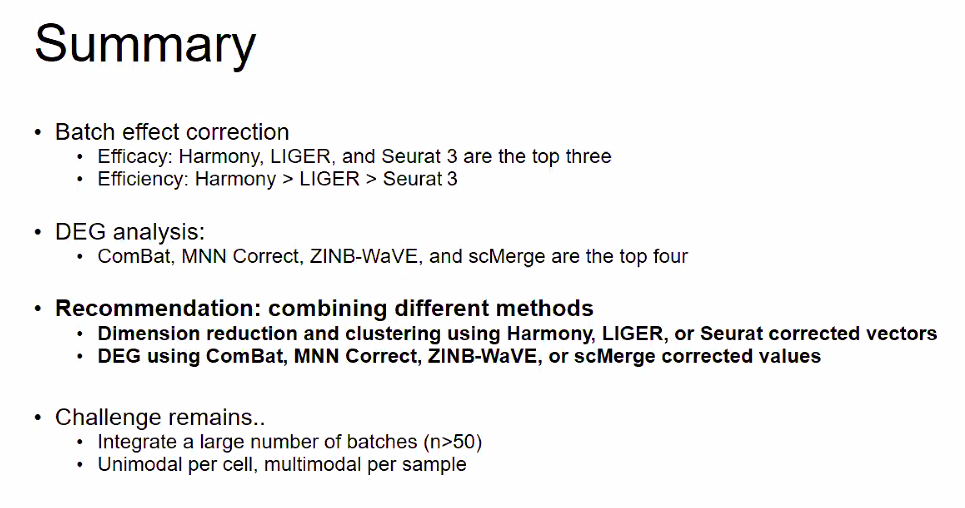 Summary
• Batch effect correction
• Efficacy: Harmony, LIGER, and Seurat 3 are the top three
• Efficiency: Harmony > LIGER > Seurat 3
• DEG analysis:
• ComBat, MNN Correct, ZINB-WaVE, and scMerge are the top four
• Recommendation: combining different methods
• Dimension reduction and clustering using Harmony, LIGER, or Seurat corrected vectors
• DEG using ComBat, MNN Correct, ZINB-WaVE, or scMerge corrected values
• Challenge remains..
• Integrate a large number of batches (n>50)
• Unimodal per cell, multimodal per sample